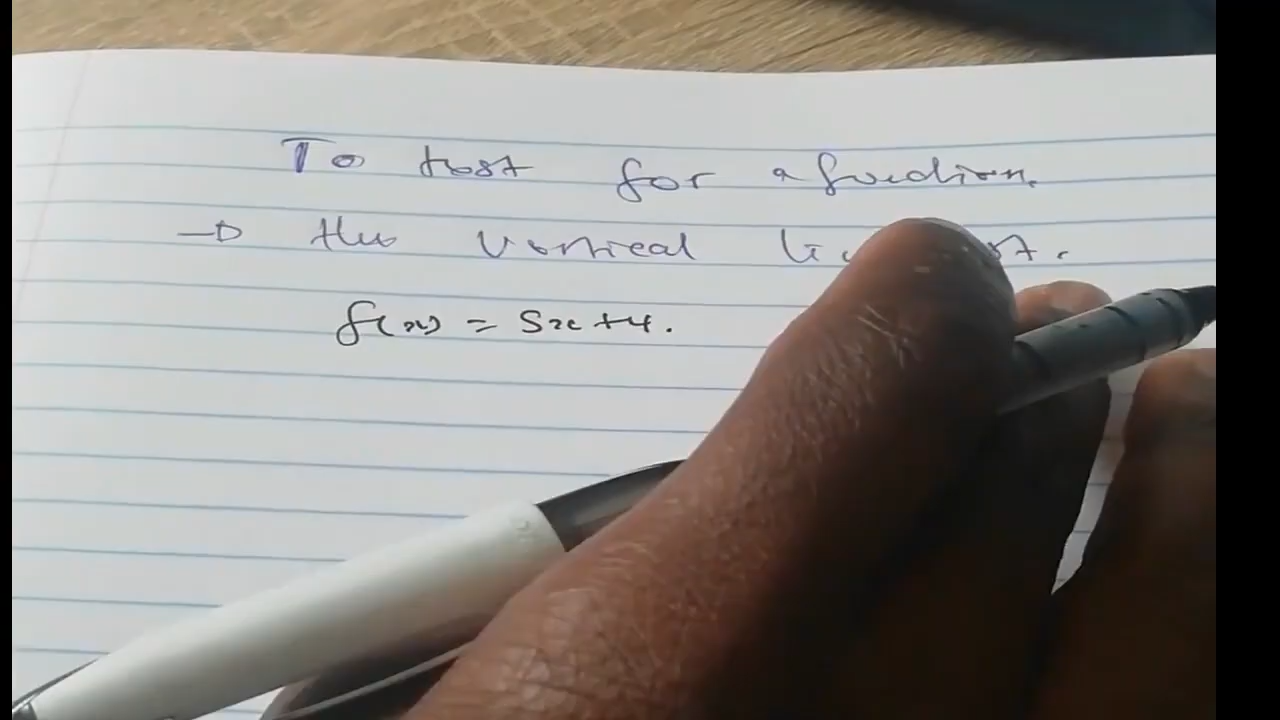 To test for a function.
→ the vertical
f(x) = 5x + 4.